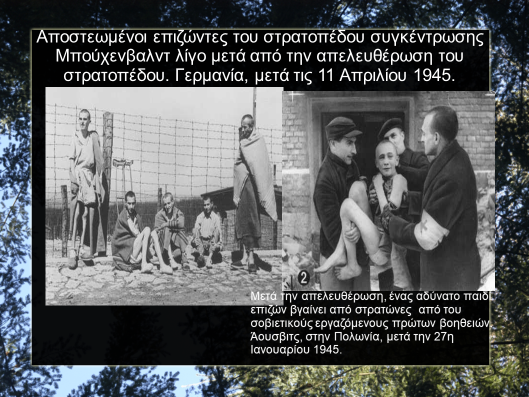 Αποστεωμένοι επιζώντες του στρατοπέδου συγκέντρωσης
Μπούχενβαλντ λίγο μετά από την απελευθέρωση του
στρατοπέδου. Γερμανία, μετά τις 11 Απριλίου 1945.
2
Μετά την απελευθέρωση, ένας αδύνατο παιδί
επιζών βγαίνει από στρατώνες από του
σοβιετικούς εργαζόμενους πρώτων βοηθειών
Άουσβιτς, στην Πολωνία, μετά την 27η
Ιανουαρίου 1945.